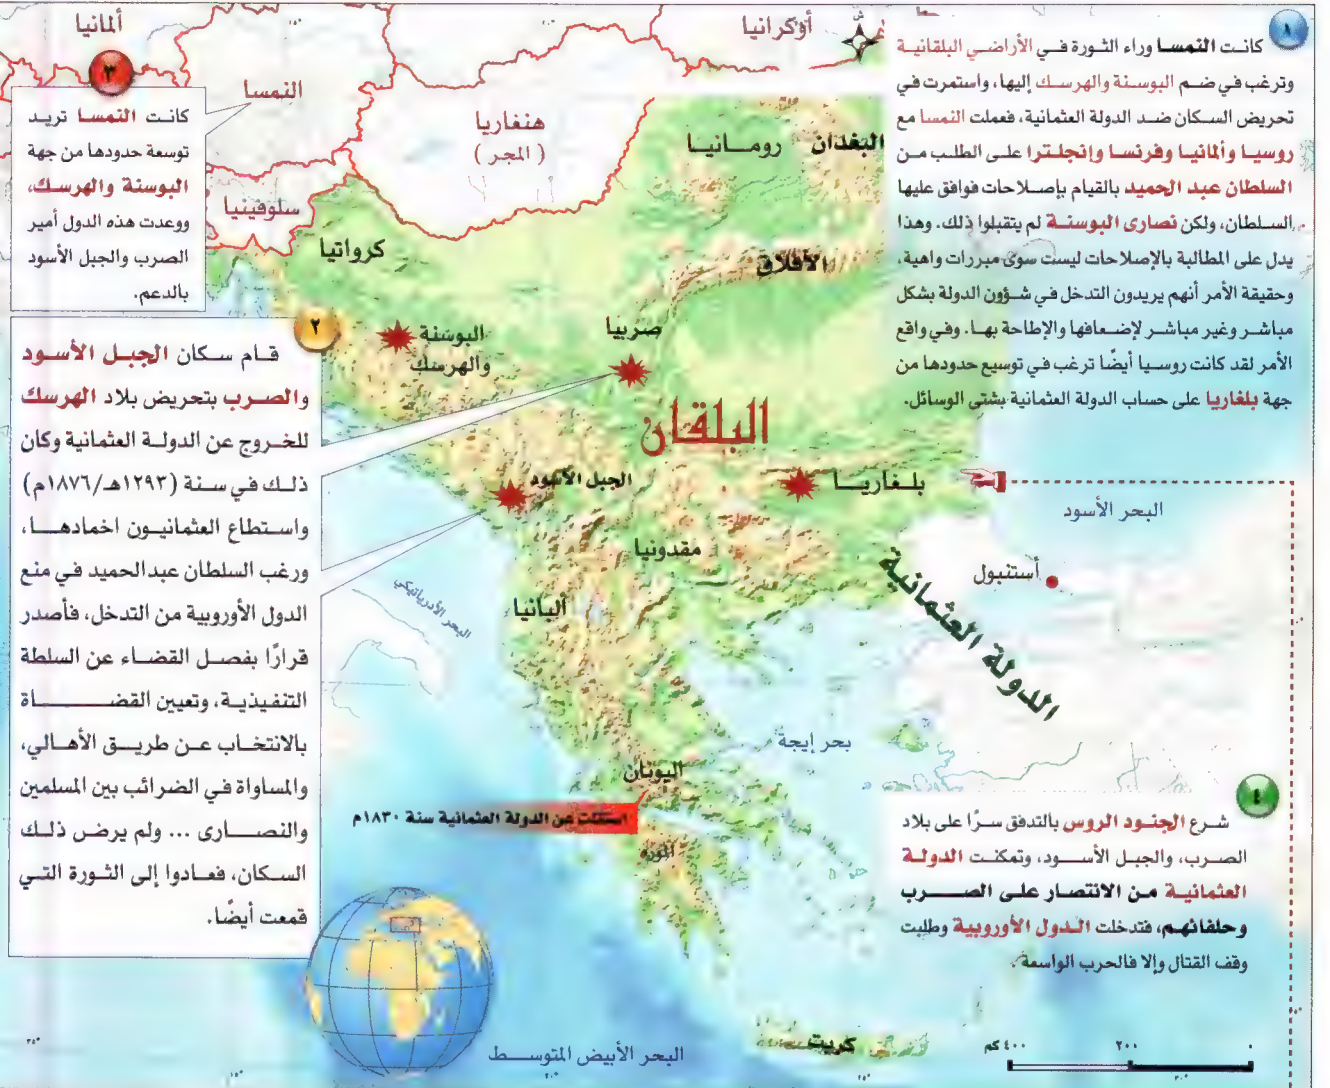 ١
كانت النمسا وراء الثورة في الأراضي البلقانية
وترغب في ضم البوسنة والهرسك إليها، واستمرت في
تحريض السكان ضد الدولة العثمانية، فعملت النمسا مع
روسيا وألمانيا وفرنسا وإنجلترا على الطلب من
السلطان عبد الحميد بالقيام بإصلاحات فوافق عليها
السلطان، ولكن نصارى البوسنة لم يتقبلوا ذلك. وهذا
يدل على المطالبة بالإصلاحات ليست سوى مبررات واهية،
وحقيقة الأمر أنهم يريدون التدخل في شؤون الدولة بشكل
مباشر وغير مباشر لإضعافها والإطاحة بها. وفي واقع
الأمر لقد كانت روسيا أيضًا ترغب في توسيع حدودها من
جهة بلغاريا على حساب الدولة العثمانية بشتى الوسائل.
٢
قام سكان الجبل الأسود
والصرب بتحريض بلاد الهرسك
للخروج عن الدولة العثمانية وكان
ذلك في سنة (١٢٩٣هـ/١٨٧٦م)
واستطاع العثمانيون اخمادها،
ورغب السلطان عبدالحميد في منع
الدول الأوروبية من التدخل، فأصدر
قرارًا بفصل القضاء عن السلطة
التنفيذية، وتعيين القضاة
بالانتخاب عن طريق الأهالي،
والمساواة في الضرائب بين المسلمين
والنصارى ... ولم يرض ذلك
السكان، فعادوا إلى الثورة التي
قمعت أيضًا.
٣
كانت النمسا تريد
توسعة حدودها من جهة
البوسنة والهرسك،
ووعدت هذه الدول أمير
الصرب والجبل الأسود
بالدعم.
٤
شرع الجنود الروس بالتدفق سرًا على بلاد
الصرب، والجبل الأسود، وتمكنت الدولة
العثمانية من الانتصار على الصرب
وحلفائهم، فتدخلت الدول الأوروبية وطلبت
وقف القتال وإلا فالحرب الواسعة.
ألمانيا
النمسا
أوكرانيا
ش
هنغاريا
(المجر)
سلوفينيا
رومانيا
البغدان
كرواتيا
الأفلاق
البوسنة
والهرسك
صربيا
البلقان
الجبل الأسود
بلغاريا
البحر الأسود
مقدونيا
أستنبول
الدولة العثمانية
ألبانيا
البحر الأدرياتيكي
بحر إيجة
اليونان
استقلت عن الدولة العثمانية سنة ١٨٣٠م
المورة
كريت
البحر الأبيض المتوسط
٠ ٢٠٠ ٤٠٠ كم